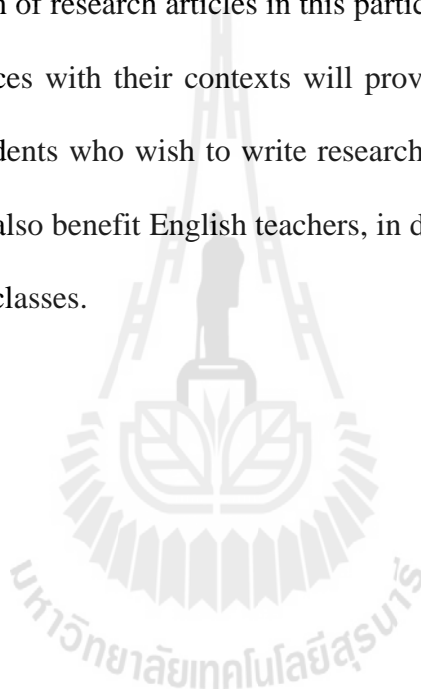 n of research articles in this partic
ces with their contexts will prov
dents who wish to write research
also benefit English teachers, in d
classes.
มหาวิทยาลัยเทคโนโลยีสุรนารี